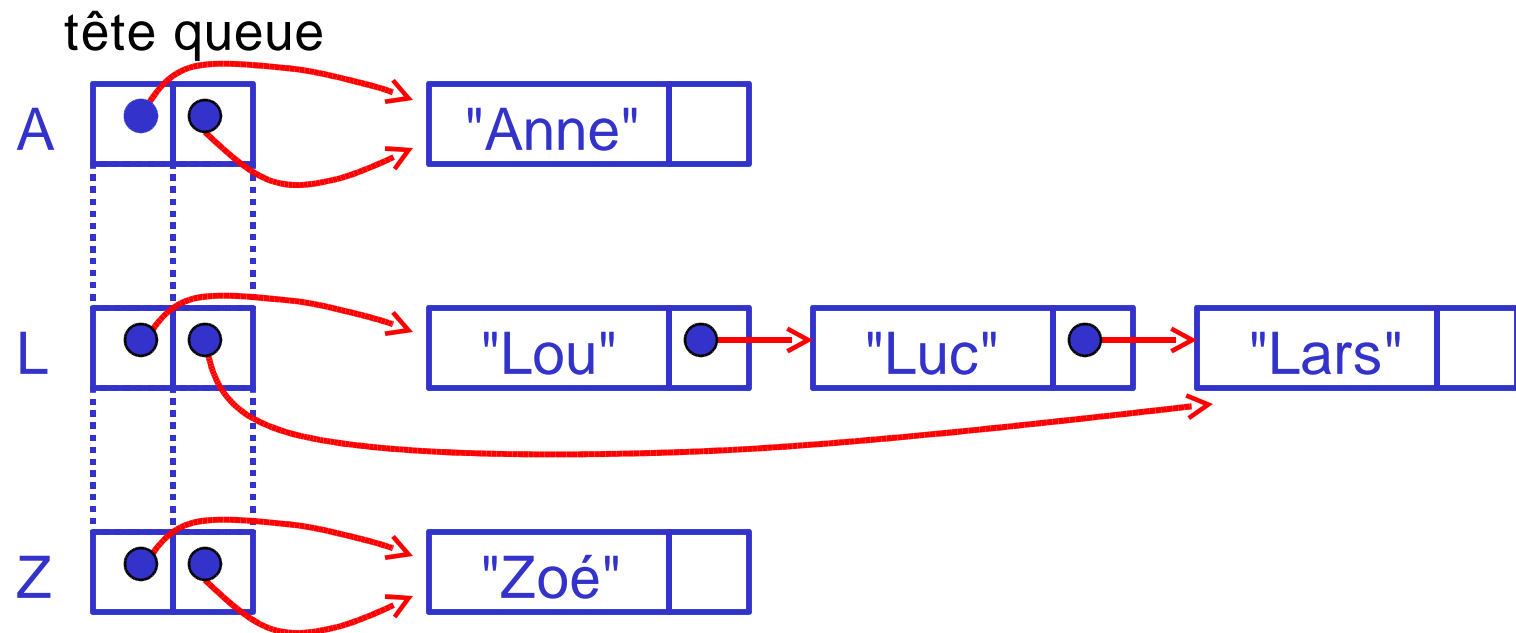 tête queue
A "Anne"
L "Lou" "Luc" "Lars"
Z "Zoé"